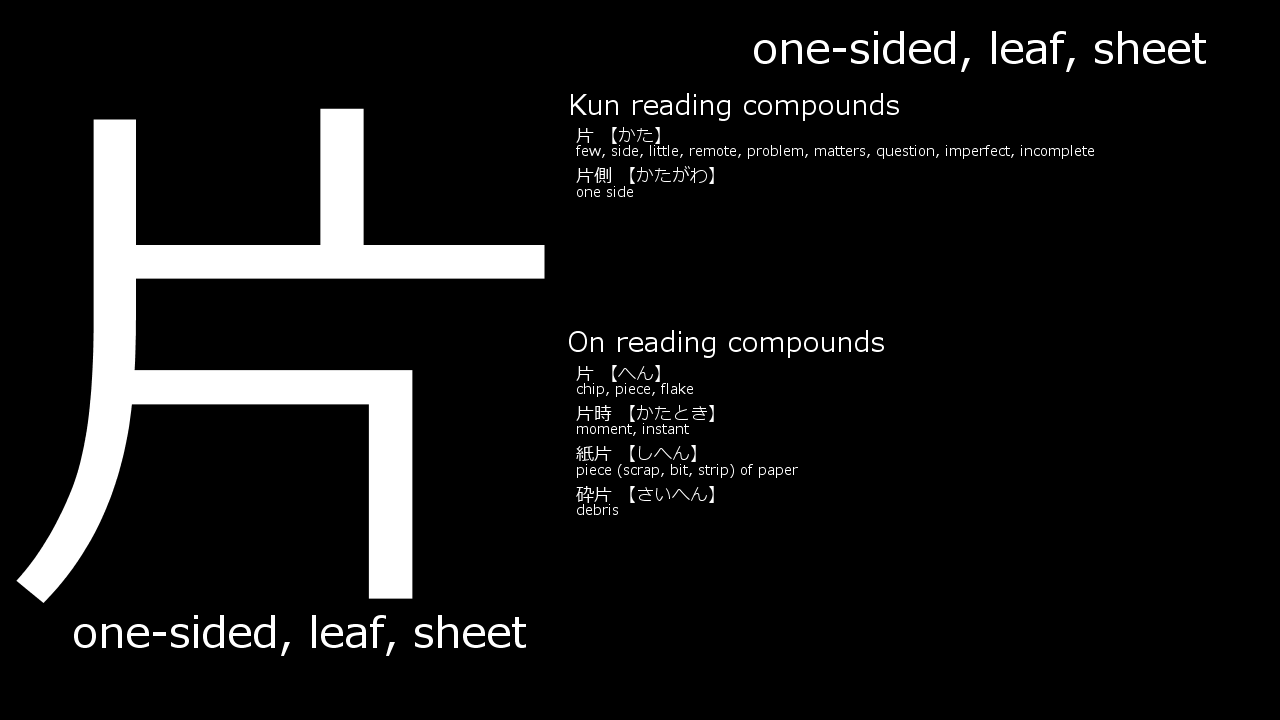 one-sided, leaf, sheet
片
one-sided, leaf, sheet
Kun reading compounds
片 【かた】
few, side, little, remote, problem, matters, question, imperfect, incomplete
片側 【かたがわ】
one side
On reading compounds
片 【へん】
chip, piece, flake
片時 【かたとき】
moment, instant
紙片 【しへん】
piece (scrap, bit, strip) of paper
砕片 【さいへん】
debris